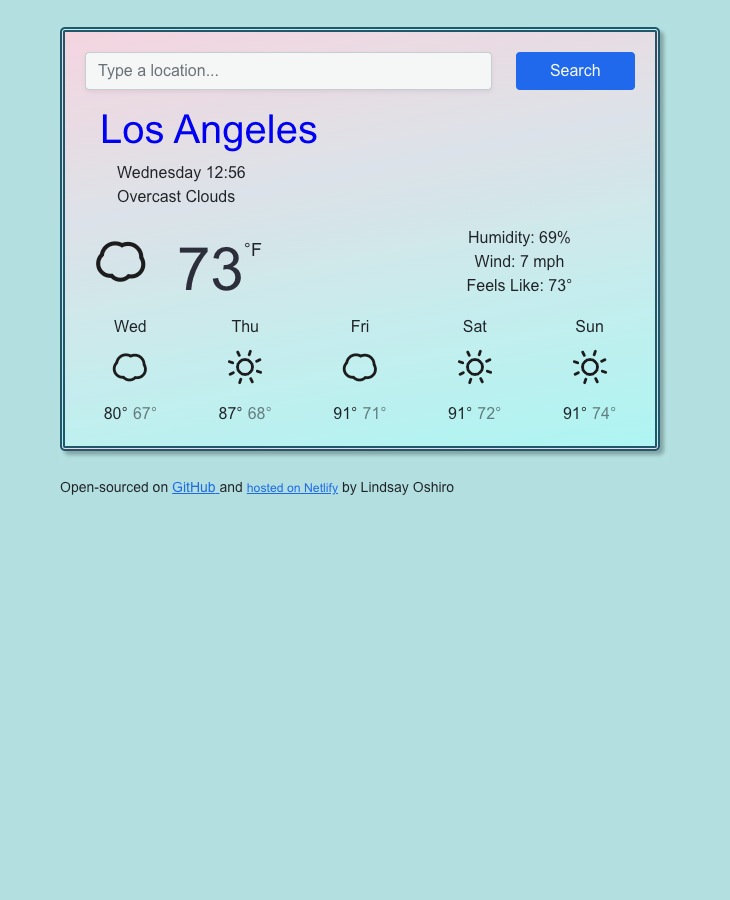 Type a location...
Search
Los Angeles
Wednesday 12:56
Overcast Clouds
73 °F
Humidity: 69%
Wind: 7 mph
Feels Like: 73°
Wed Thu Fri Sat Sun
80° 67° 87° 68° 91° 71° 91° 72° 91° 74°
Open-sourced on GitHub and hosted on Netlify by Lindsay Oshiro